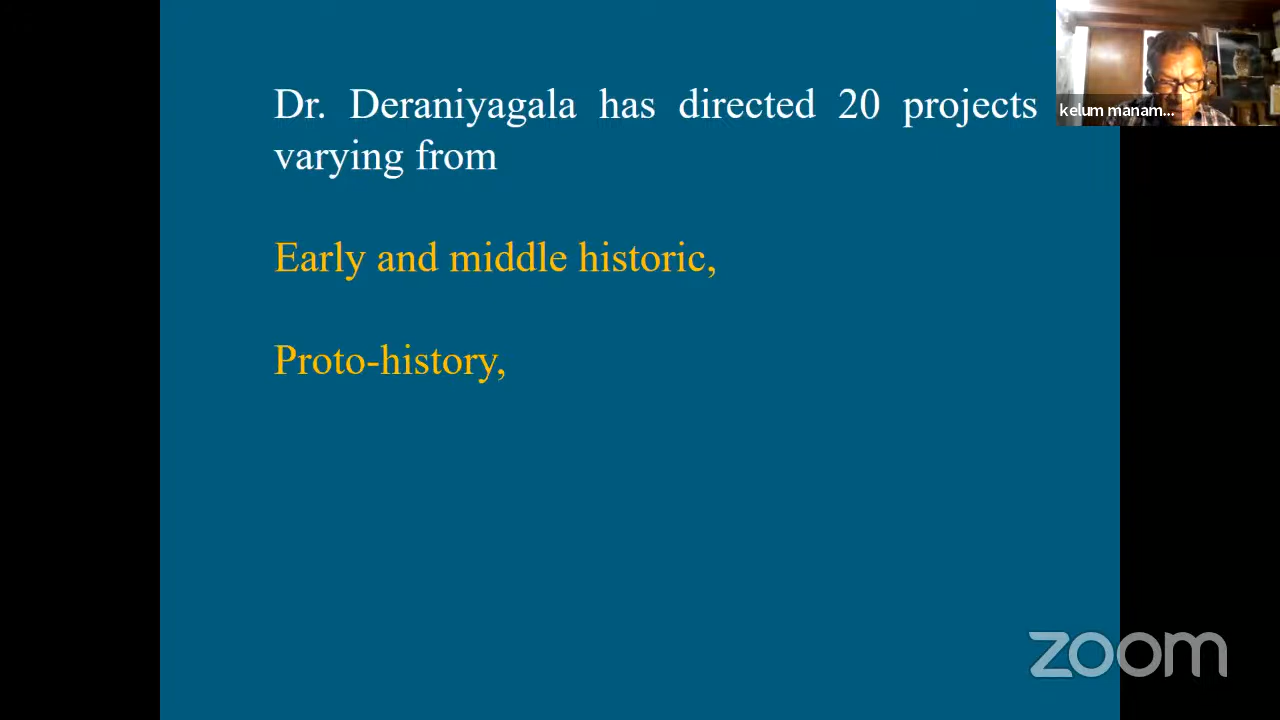 Dr. Deraniyagala has directed 20 projects
varying from
Early and middle historic,
Proto-history,
kelum manam...
zoom